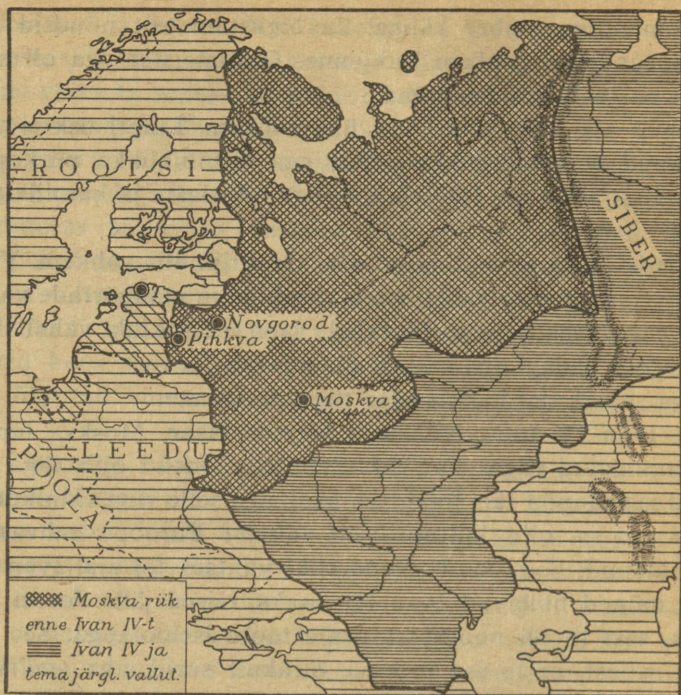 ROOTSI
SIBER
Novgorod
Pihkva
Moskva
LEEDU
POOLA
Moskva riik
enne Ivan IV-t
Ivan IV ja
tema järgl. vallut.